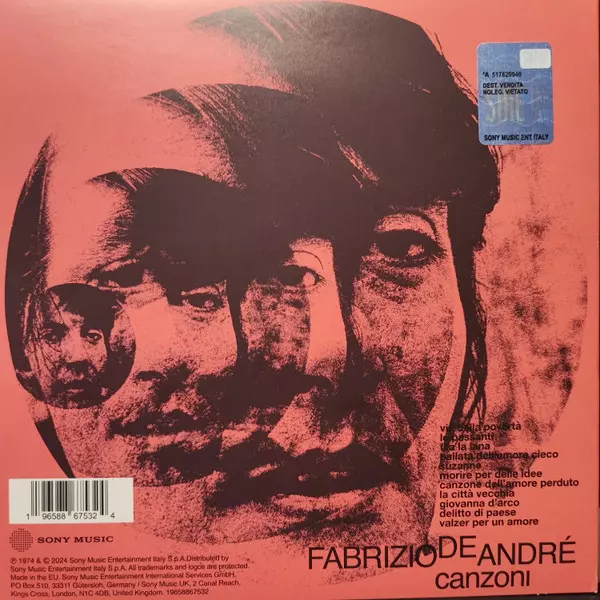 *A 517820940
DEST. VENDITA
NOLEG. VIETATO
SIAE
SONY MUSIC ENT. ITALY
via della povertà
le passanti
fila la lana
ballata dell'amore cieco
suzanne
morire per delle idee
canzone dell'amore perduto
la città vecchia
giovanna d'arco
delitto di paese
valzer per un amore
FABRIZIO DE ANDRÉ
canzoni
1 96588 67532 4
SONY MUSIC
℗ 1974 & © 2024 Sony Music Entertainment Italy S.p.A. Distributed by
Sony Music Entertainment Italy S.p.A. All trademarks and logos are protected.
Made in the EU. Sony Music Entertainment International Services GmbH,
PO Box 510, 33311 Gütersloh, Germany / Sony Music UK, 2 Canal Reach,
Kings Cross, London, N1C 4DB, United Kingdom. 19658867532